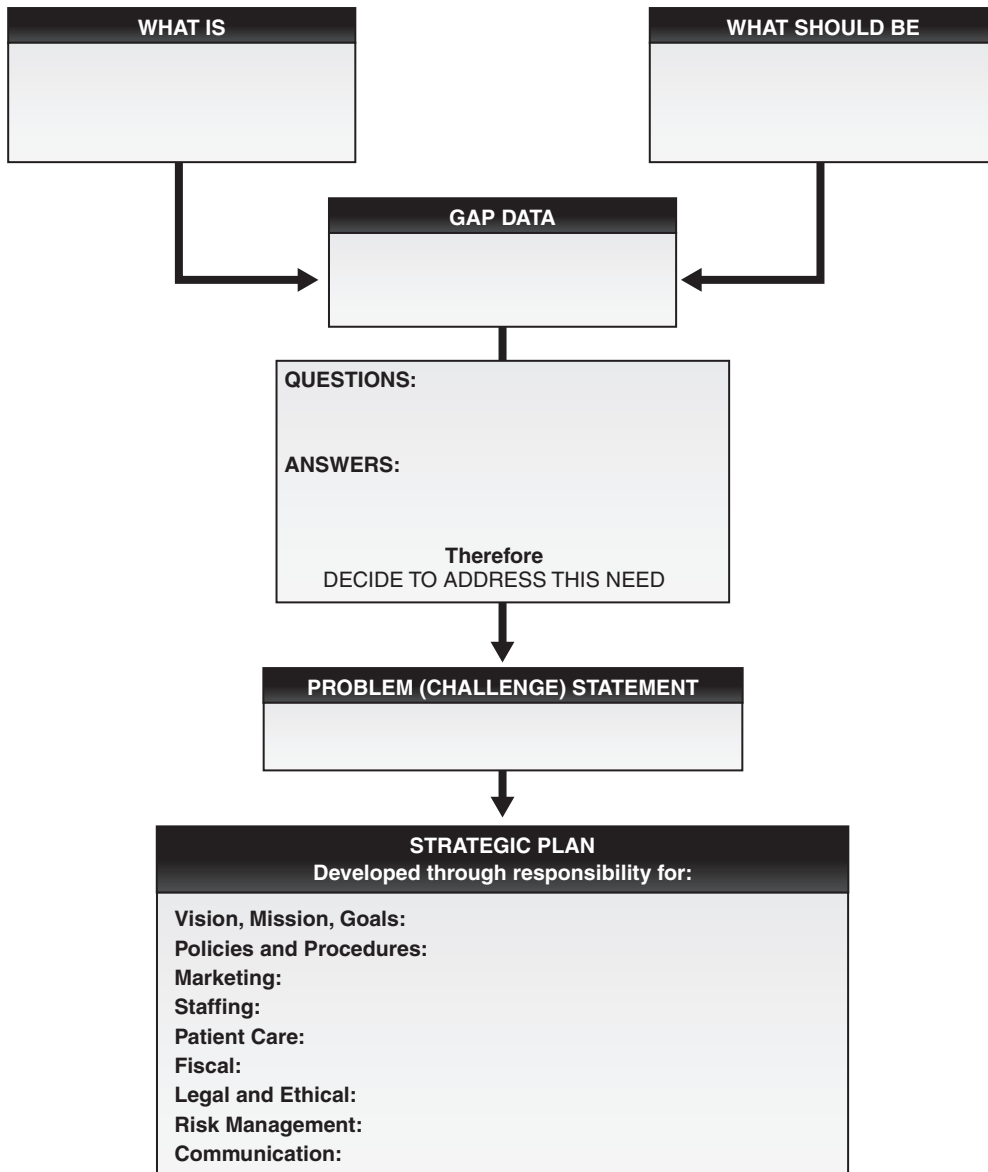 WHAT IS
WHAT SHOULD BE
GAP DATA
QUESTIONS:
ANSWERS:
Therefore
DECIDE TO ADDRESS THIS NEED
PROBLEM (CHALLENGE) STATEMENT
STRATEGIC PLAN
Developed through responsibility for:
Vision, Mission, Goals:
Policies and Procedures:
Marketing:
Staffing:
Patient Care:
Fiscal:
Legal and Ethical:
Risk Management:
Communication: